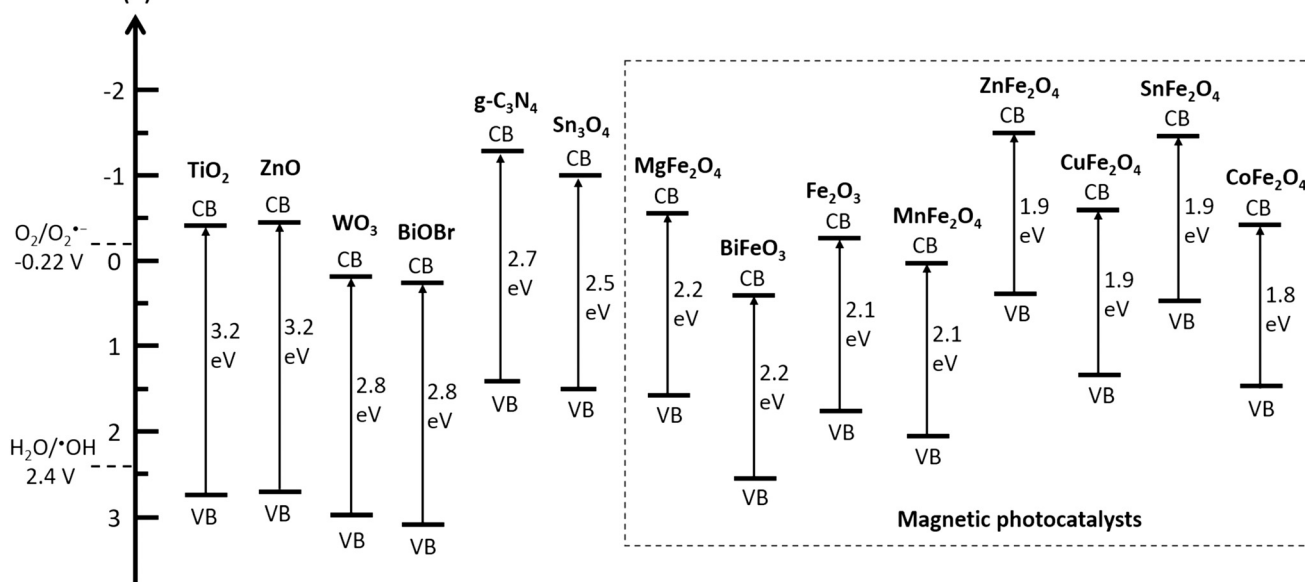 -2
-1
0
1
2
3
O₂/O₂•⁻
-0.22 V
H₂O/•OH
2.4 V
TiO₂
CB
3.2
eV
VB
ZnO
CB
3.2
eV
VB
WO₃
CB
2.8
eV
VB
BiOBr
CB
2.8
eV
VB
g-C₃N₄
CB
2.7
eV
VB
Sn₃O₄
CB
2.5
eV
VB
MgFe₂O₄
CB
2.2
eV
VB
BiFeO₃
CB
2.2
eV
VB
Fe₂O₃
CB
2.1
eV
VB
MnFe₂O₄
CB
2.1
eV
VB
ZnFe₂O₄
CB
1.9
eV
VB
CuFe₂O₄
CB
1.9
eV
VB
SnFe₂O₄
CB
1.9
eV
VB
CoFe₂O₄
CB
1.8
eV
VB
Magnetic photocatalysts